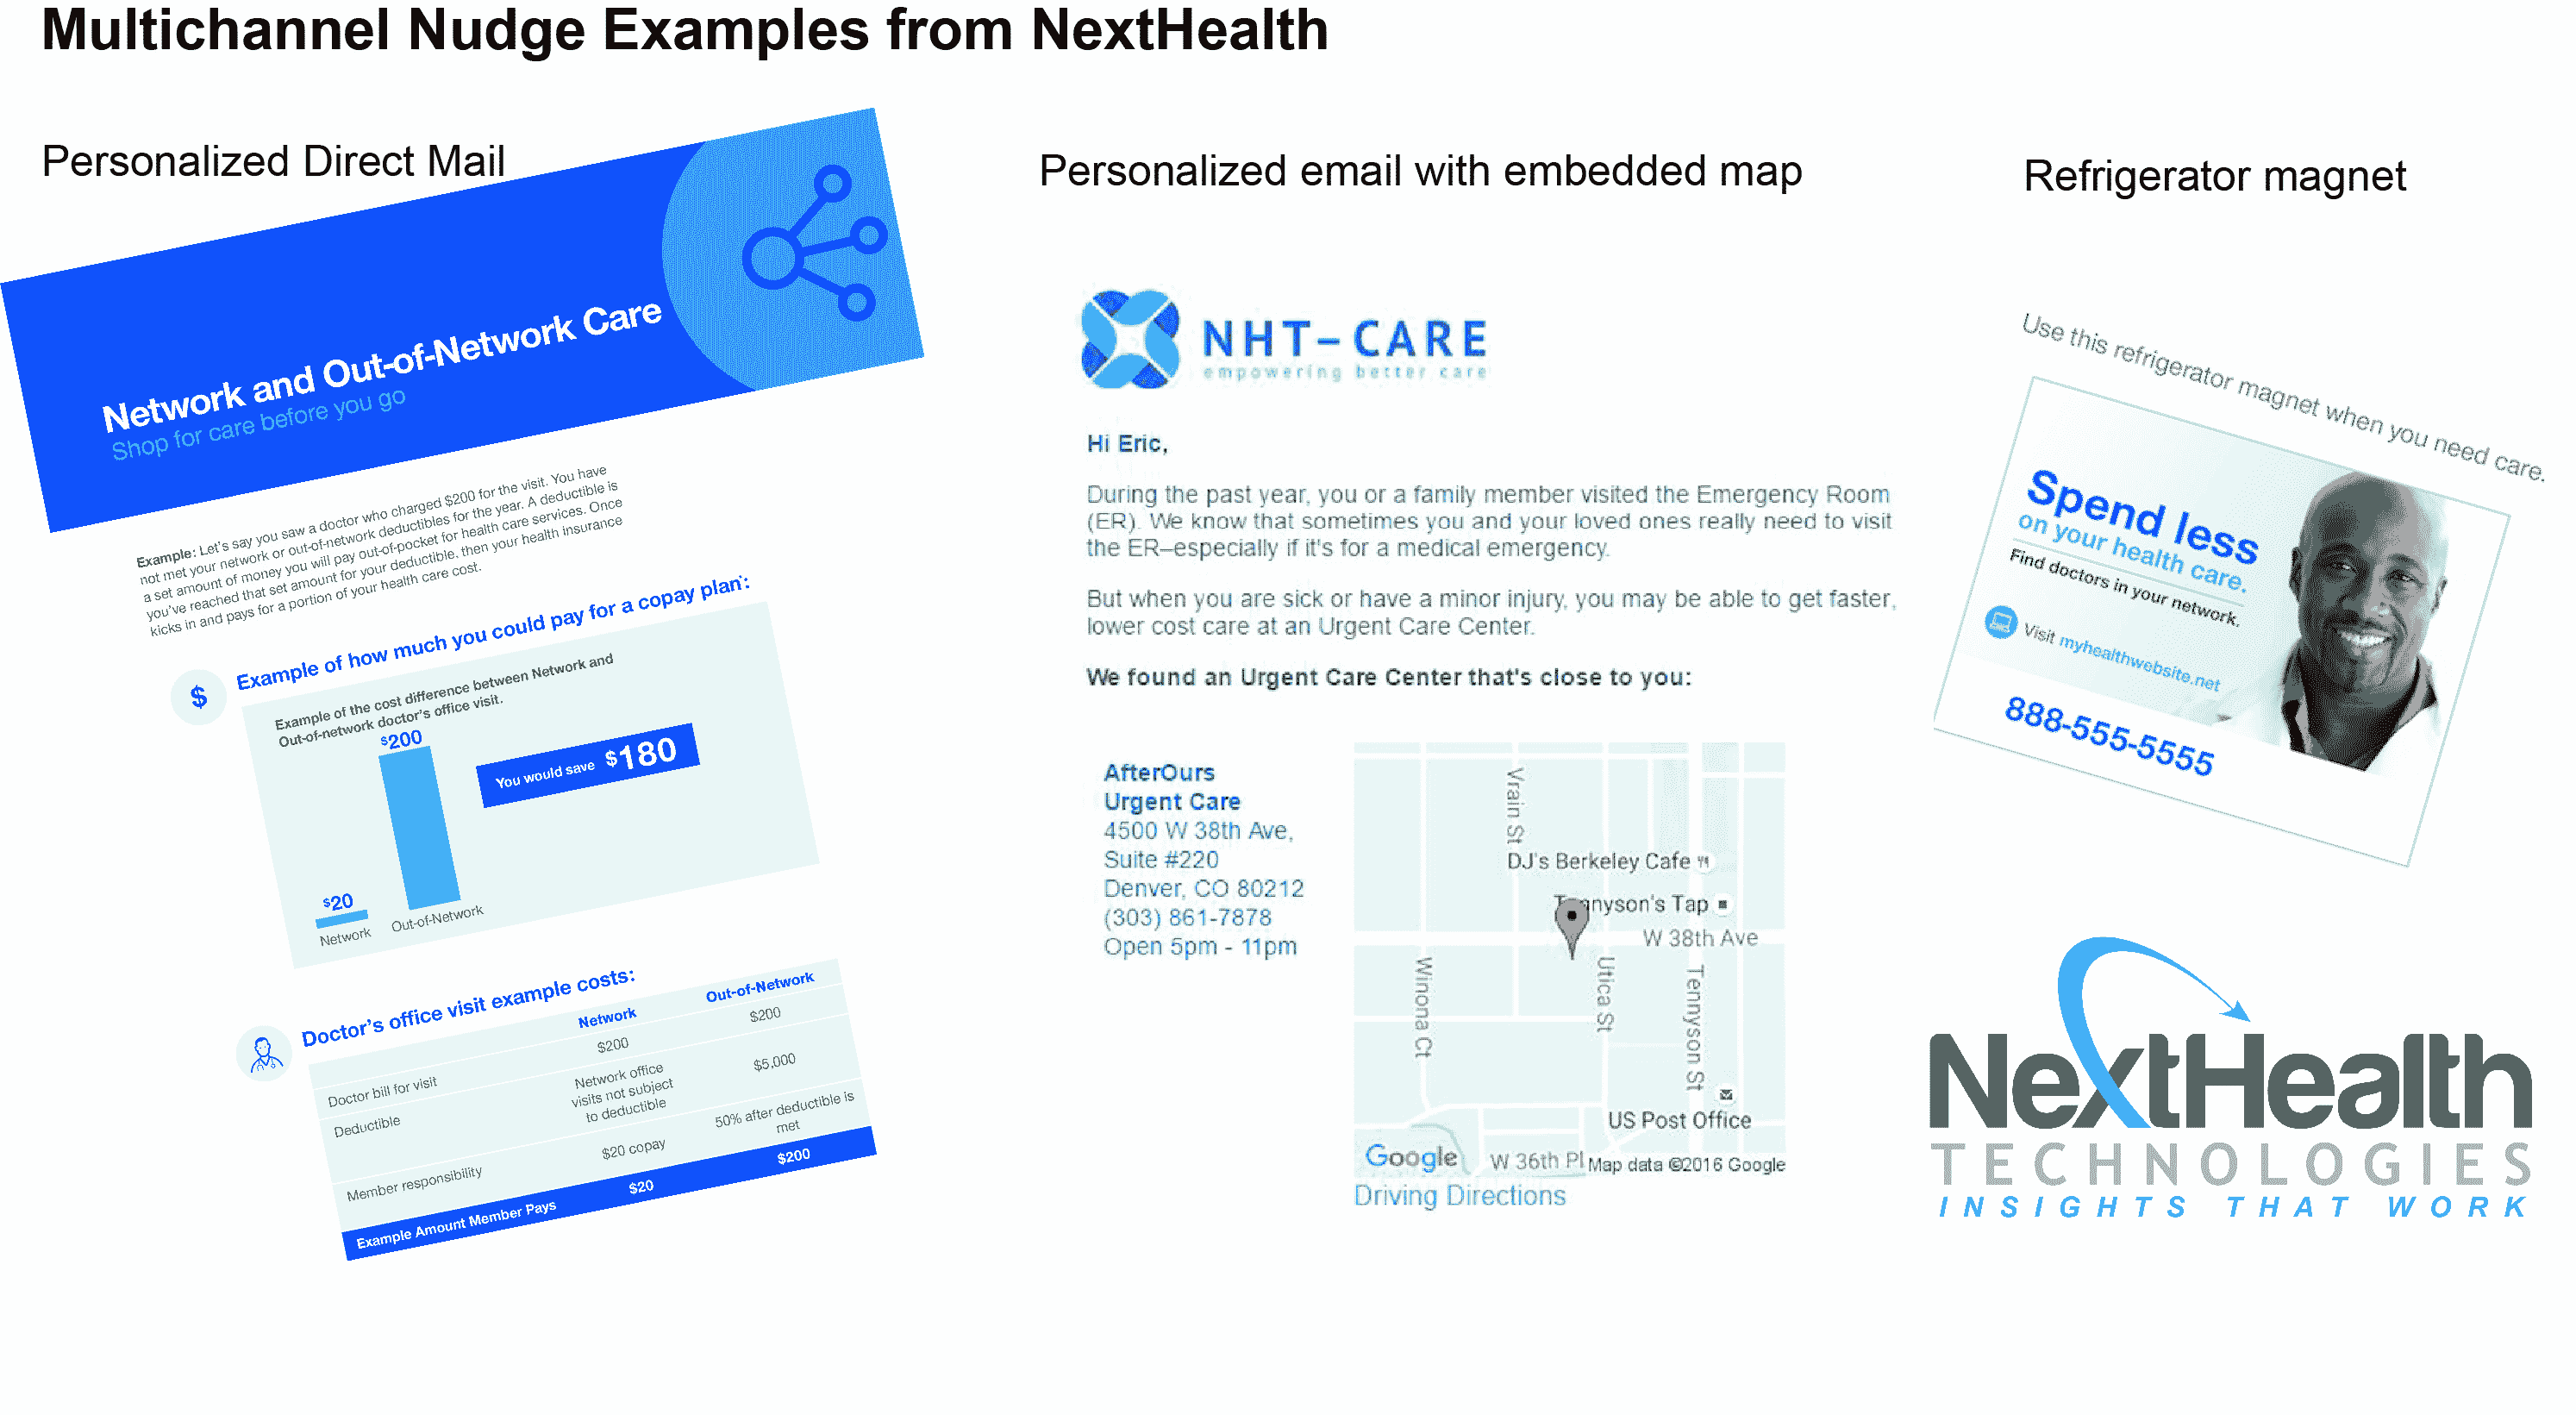 Multichannel Nudge Examples from NextHealth
Personalized Direct Mail
Network and Out-of-Network Care
Shop for care before you go
Example: Let's say you saw a doctor who charged $200 for the visit. You have
not met your network or out-of-network deductibles for the year. A deductible is
a set amount of money you will pay out-of-pocket for health care services. Once
you've reached that set amount for your deductible, then your health insurance
kicks in and pays for a portion of your health care cost.
$
Example of how much you could pay for a copay plan*:
Example of the cost difference between Network and
Out-of-network doctor's office visit.
$200
You would save $180
$20
Network
Out-of-Network
Doctor's office visit example costs:
Network
Out-of-Network
Doctor bill for visit
$200
$200
Deductible
Network office
visits not subject
to deductible
$5,000
Member responsibility
$20 copay
50% after deductible is
met
Example Amount Member Pays
$20
$200
Personalized email with embedded map
NHT-CARE
empowering better care
Hi Eric,
During the past year, you or a family member visited the Emergency Room
(ER). We know that sometimes you and your loved ones really need to visit
the ER–especially if it's for a medical emergency.
But when you are sick or have a minor injury, you may be able to get faster,
lower cost care at an Urgent Care Center.
We found an Urgent Care Center that's close to you:
AfterOurs
Urgent Care
4500 W 38th Ave,
Suite #220
Denver, CO 80212
(303) 861-7878
Open 5pm - 11pm
Vrain St
DJ's Berkeley Cafe
Tennyson's Tap
W 38th Ave
Winona Ct
Utica St
Tennyson St
US Post Office
Google
W 36th Pl
Map data ©2016 Google
Driving Directions
Refrigerator magnet
Use this refrigerator magnet when you need care.
Spend less
on your health care.
Find doctors in your network.
Visit myhealthwebsite.net
888-555-5555
NextHealth
TECHNOLOGIES
INSIGHTS THAT WORK